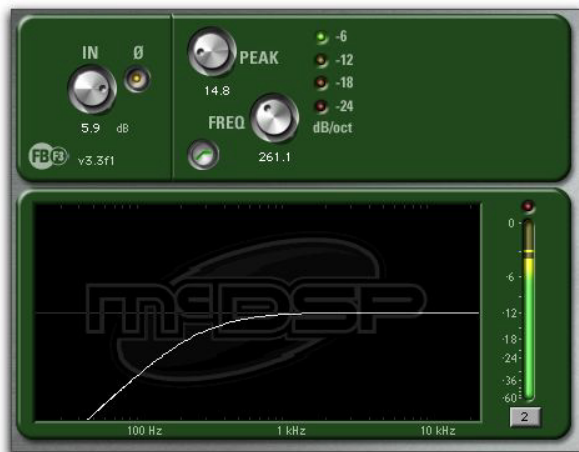 IN
Ø
5.9 dB
FB F3
v3.3f1
PEAK
14.8
FREQ
261.1
-6
-12
-18
-24
dB/oct
McDSP
0
-6
-12
-18
-24
-36
-60
2
100 Hz
1 kHz
10 kHz